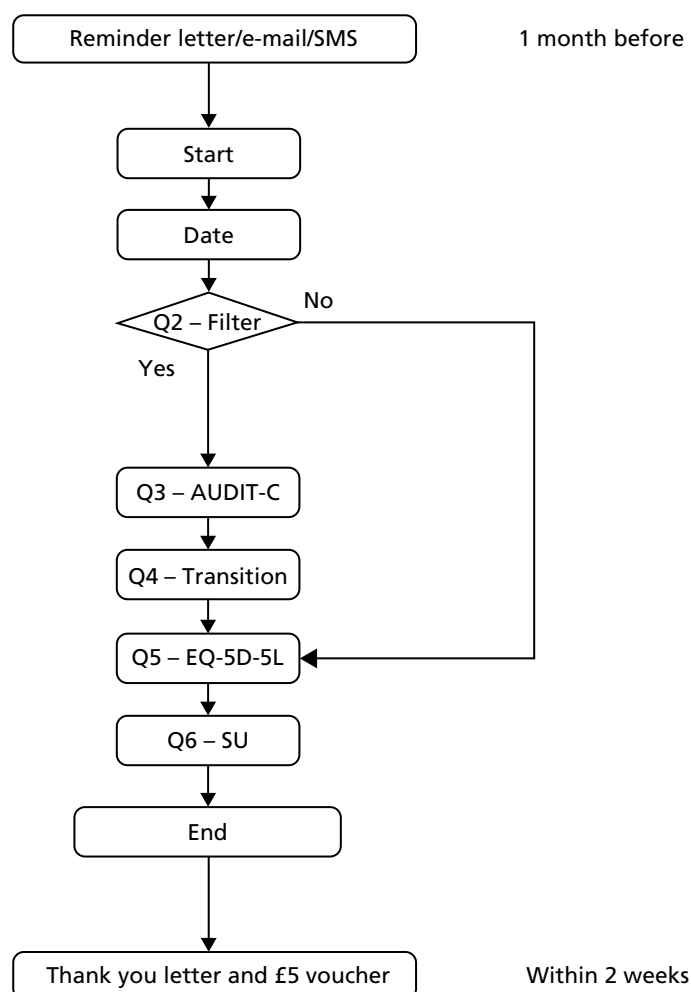 Reminder letter/e-mail/SMS
1 month before
Start
Date
Q2 – Filter
No
Yes
Q3 – AUDIT-C
Q4 – Transition
Q5 – EQ-5D-5L
Q6 – SU
End
Thank you letter and £5 voucher
Within 2 weeks